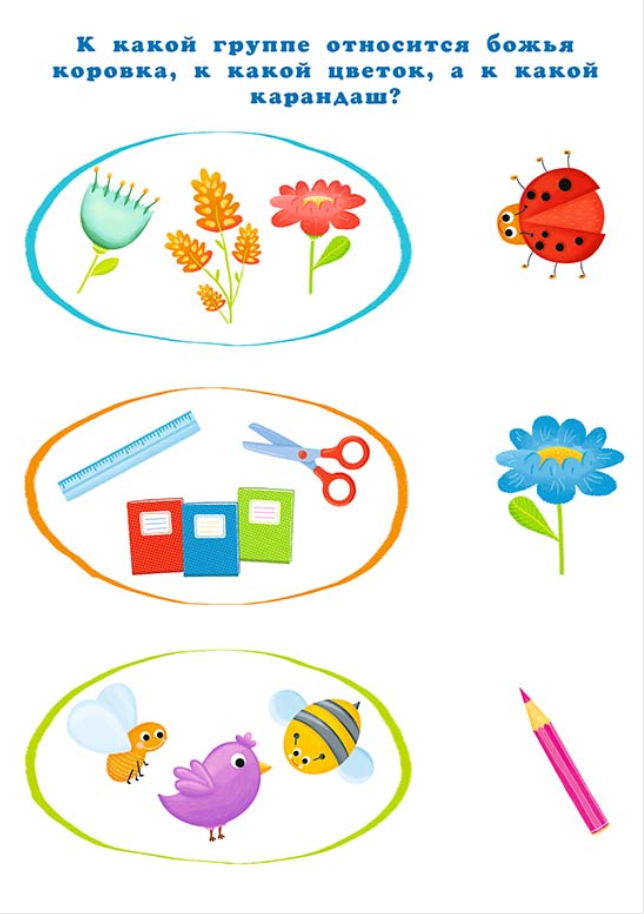 К какой группе относится божья
коровка, к какой цветок, а к какой
карандаш?